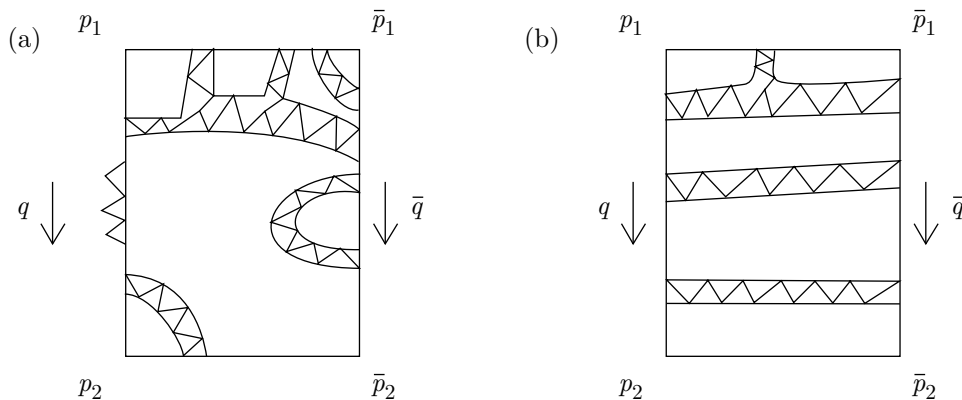 (a) p₁ p̄₁ (b) p₁ p̄₁
q q̄ q q̄
p₂ p̄₂ p₂ p̄₂